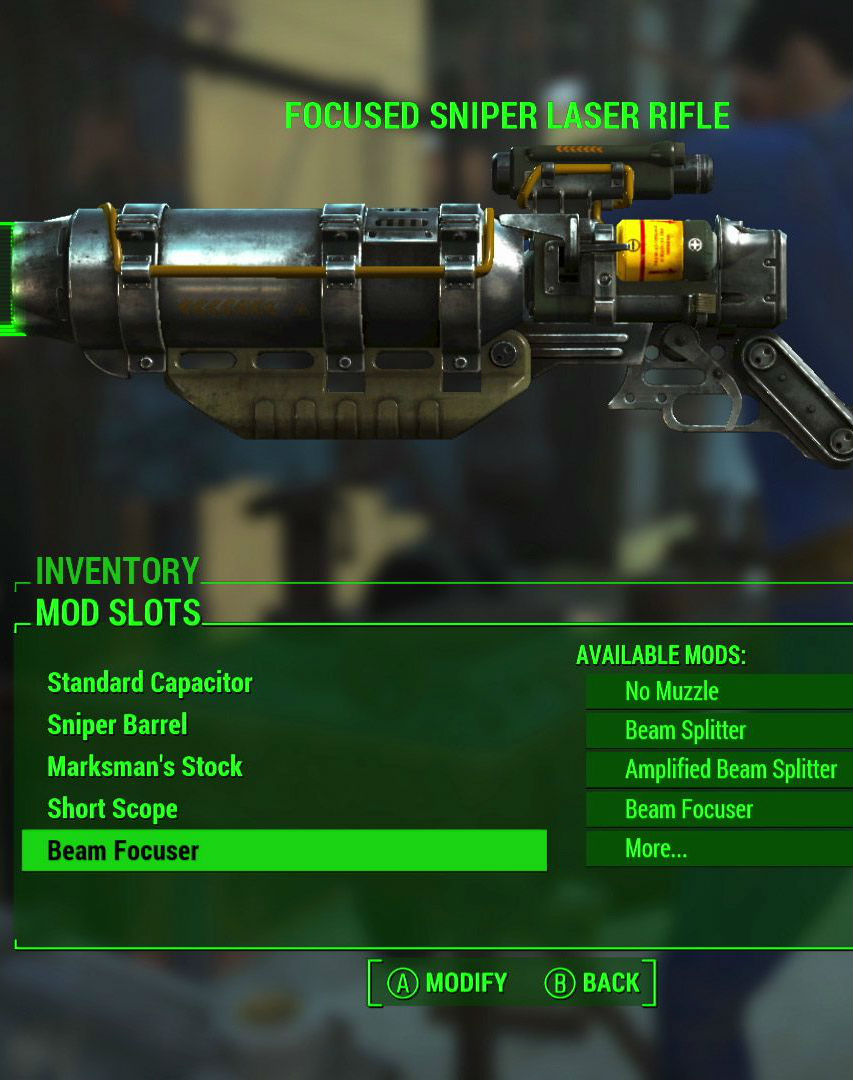 FOCUSED SNIPER LASER RIFLE
INVENTORY
MOD SLOTS
Standard Capacitor
Sniper Barrel
Marksman's Stock
Short Scope
Beam Focuser
AVAILABLE MODS:
No Muzzle
Beam Splitter
Amplified Beam Splitter
Beam Focuser
More...
A MODIFY B BACK